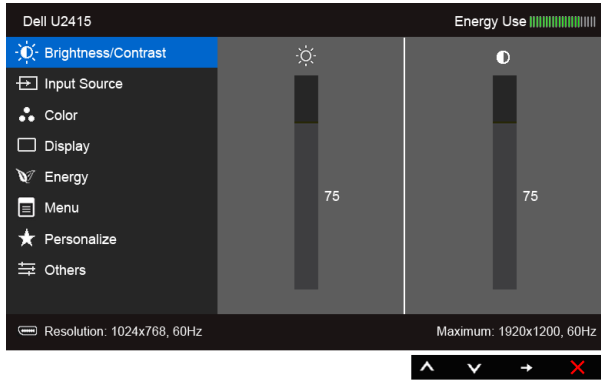 Dell U2415
Energy Use
Brightness/Contrast
Input Source
Color
Display
Energy
Menu
Personalize
Others
75
75
Resolution: 1024x768, 60Hz
Maximum: 1920x1200, 60Hz